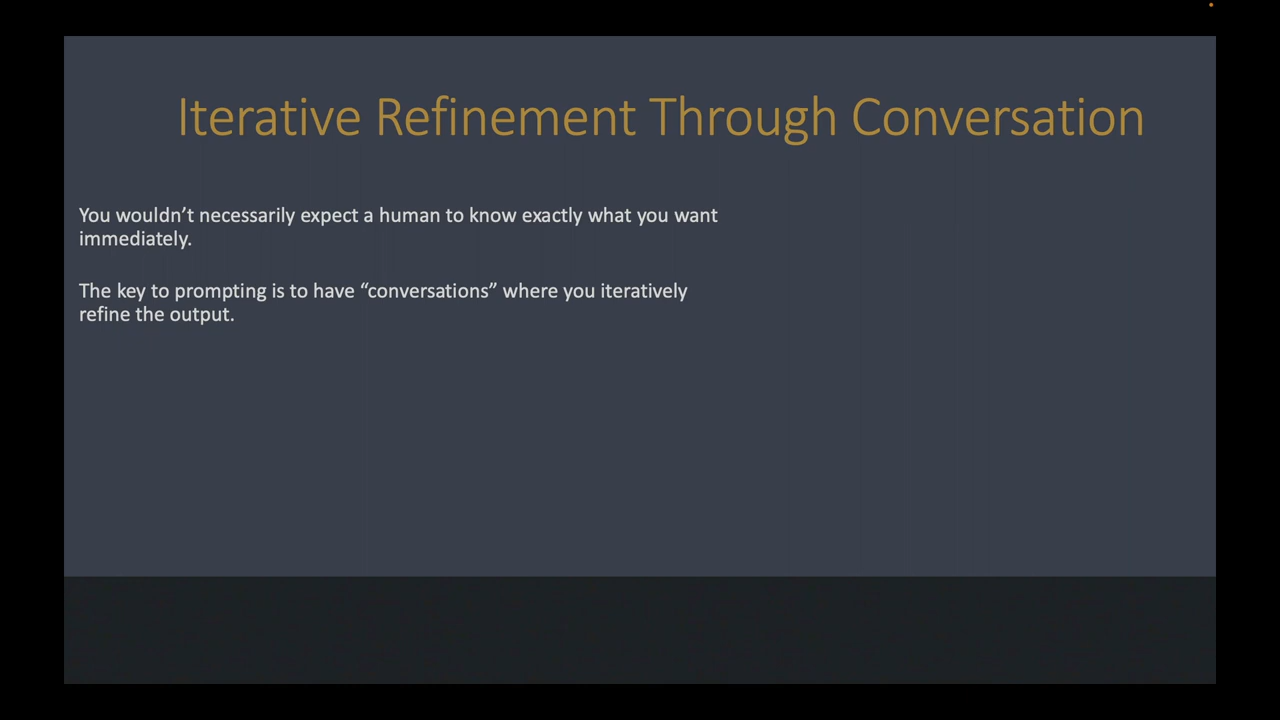 Iterative Refinement Through Conversation
You wouldn’t necessarily expect a human to know exactly what you want
immediately.
The key to prompting is to have “conversations” where you iteratively
refine the output.